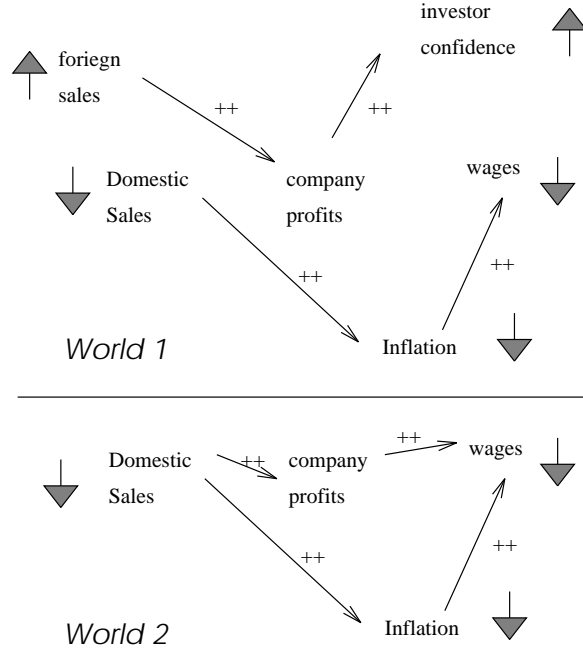 investor
confidence
foriegn
sales
++
++
Domestic
Sales
company
profits
wages
++
++
Inflation
World 1
Domestic
Sales
++
company
profits
++
wages
++
++
Inflation
World 2